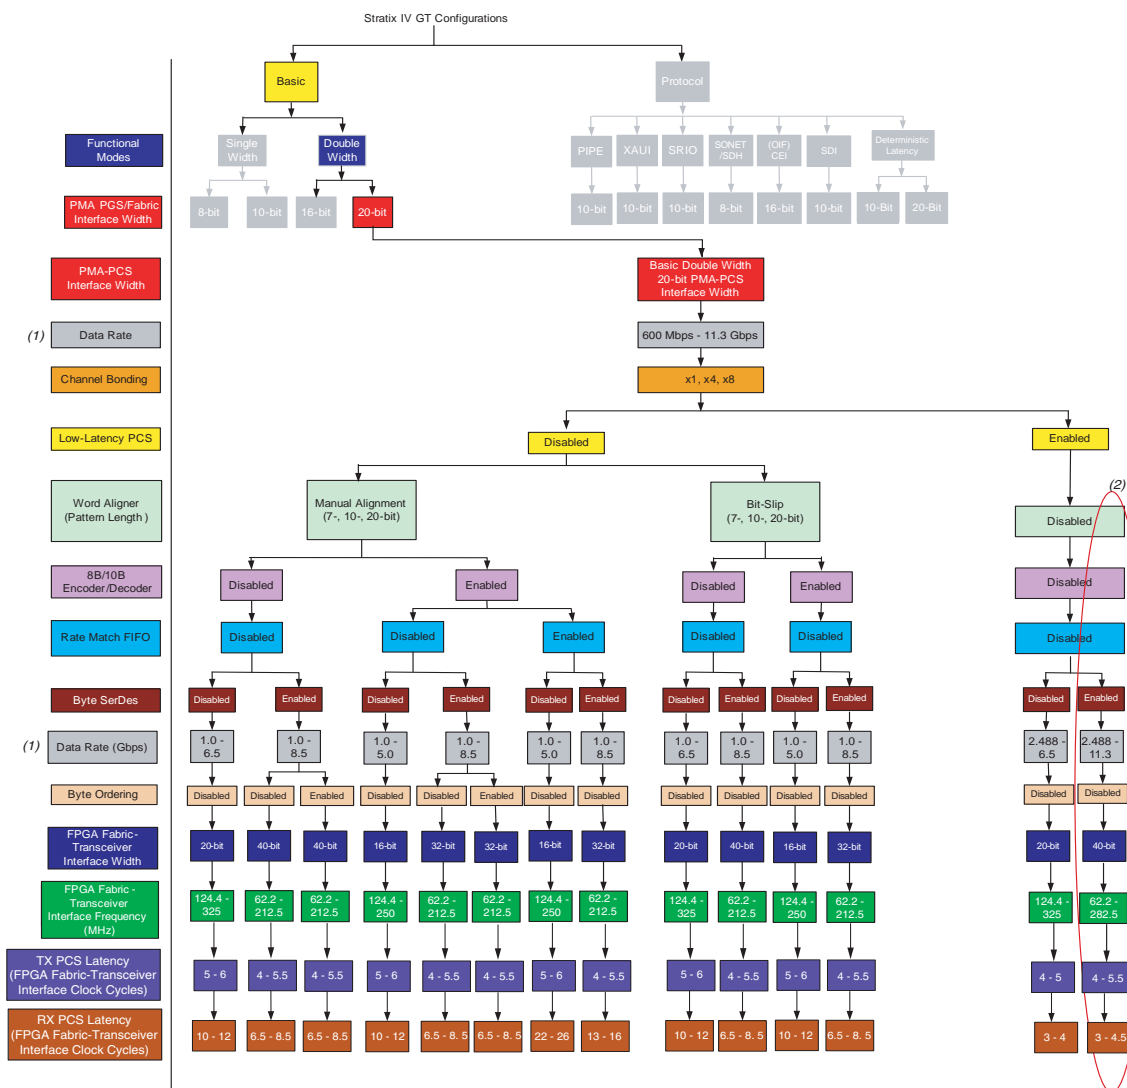 Stratix IV GT Configurations
Basic
Protocol
Functional
Modes
Single
Width
Double
Width
PIPE
XAUI
SRIO
SONET
/SDH
(OIF)
CEI
SDI
Deterministic
Latency
PMA PGS/Fabric
Interface Width
8-bit
10-bit
16-bit
20-bit
10-bit
10-bit
10-bit
8-bit
16-bit
10-bit
10-Bit
20-Bit
PMA-PCS
Interface Width
Basic Double Width
20-bit PMA-PCS
Interface Width
(1)
Data Rate
600 Mbps - 11.3 Gbps
Channel Bonding
x1, x4, x8
Low-Latency PCS
Disabled
Enabled
Word Aligner
(Pattern Length )
Manual Alignment
(7-, 10-, 20-bit)
Bit-Slip
(7-, 10-, 20-bit)
(2)
Disabled
8B/10B
Encoder/Decoder
Disabled
Enabled
Disabled
Enabled
Disabled
Rate Match FIFO
Disabled
Disabled
Enabled
Disabled
Disabled
Disabled
Byte SerDes
Disabled
Enabled
Disabled
Enabled
Disabled
Enabled
Disabled
Enabled
Disabled
Enabled
Disabled
Enabled
(1)
Data Rate (Gbps)
1.0 -
6.5
1.0 -
8.5
1.0 -
5.0
1.0 -
8.5
1.0 -
5.0
1.0 -
8.5
1.0 -
6.5
1.0 -
8.5
1.0 -
5.0
1.0 -
8.5
2.488 -
6.5
2.488 -
11.3
Byte Ordering
Disabled
Disabled
Enabled
Disabled
Disabled
Enabled
Disabled
Disabled
Disabled
Disabled
Disabled
Disabled
Disabled
Disabled
FPGA Fabric-
Transceiver
Interface Width
20-bit
40-bit
40-bit
16-bit
32-bit
32-bit
16-bit
32-bit
20-bit
40-bit
16-bit
32-bit
20-bit
40-bit
FPGA Fabric -
Transceiver
Interface Frequency
(MHz)
124.4 -
325
62.2 -
212.5
62.2 -
212.5
124.4 -
250
62.2 -
212.5
62.2 -
212.5
124.4 -
250
62.2 -
212.5
124.4 -
325
62.2 -
212.5
124.4 -
250
62.2 -
212.5
124.4 -
325
62.2 -
282.5
TX PCS Latency
(FPGA Fabric-Transceiver
Interface Clock Cycles)
5 - 6
4 - 5.5
4 - 5.5
5 - 6
4 - 5.5
4 - 5.5
5 - 6
4 - 5.5
5 - 6
4 - 5.5
5 - 6
4 - 5.5
4 - 5
4 - 5.5
RX PCS Latency
(FPGA Fabric-Transceiver
Interface Clock Cycles)
10 - 12
6.5 - 8.5
6.5 - 8.5
10 - 12
6.5 - 8. 5
6.5 - 8. 5
22 - 26
13 - 16
10 - 12
6.5 - 8. 5
10 - 12
6.5 - 8. 5
3 - 4
3 - 4.5